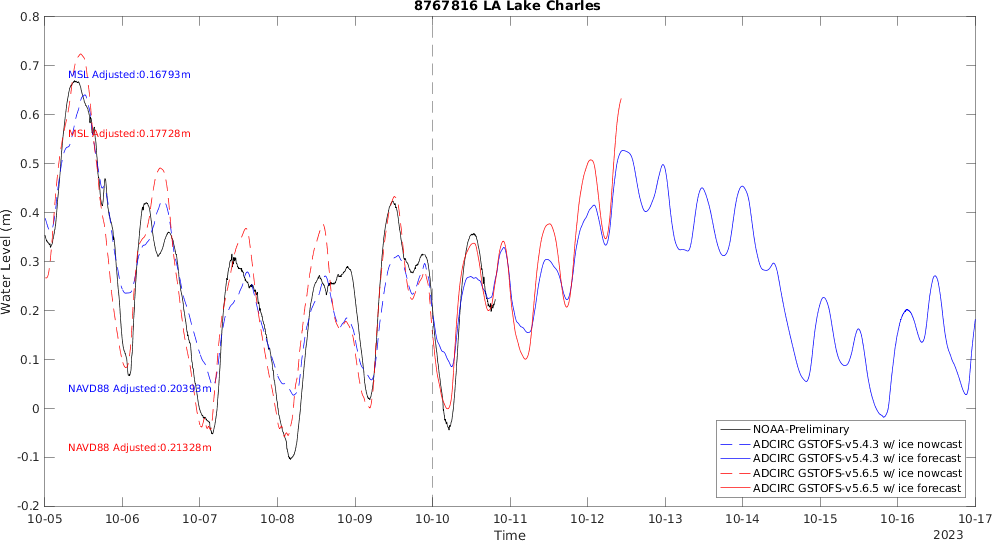 8767816 LA Lake Charles
0.8
0.7
0.6
0.5
0.4
0.3
0.2
0.1
0
-0.1
-0.2
Water Level (m)
MSL Adjusted:0.16793m
MSL Adjusted:0.17728m
NAVD88 Adjusted:0.20393m
NAVD88 Adjusted:0.21328m
NOAA-Preliminary
ADCIRC GSTOFS-v5.4.3 w/ ice nowcast
ADCIRC GSTOFS-v5.4.3 w/ ice forecast
ADCIRC GSTOFS-v5.6.5 w/ ice nowcast
ADCIRC GSTOFS-v5.6.5 w/ ice forecast
10-05 10-06 10-07 10-08 10-09 10-10 10-11 10-12 10-13 10-14 10-15 10-16 10-17
Time
2023